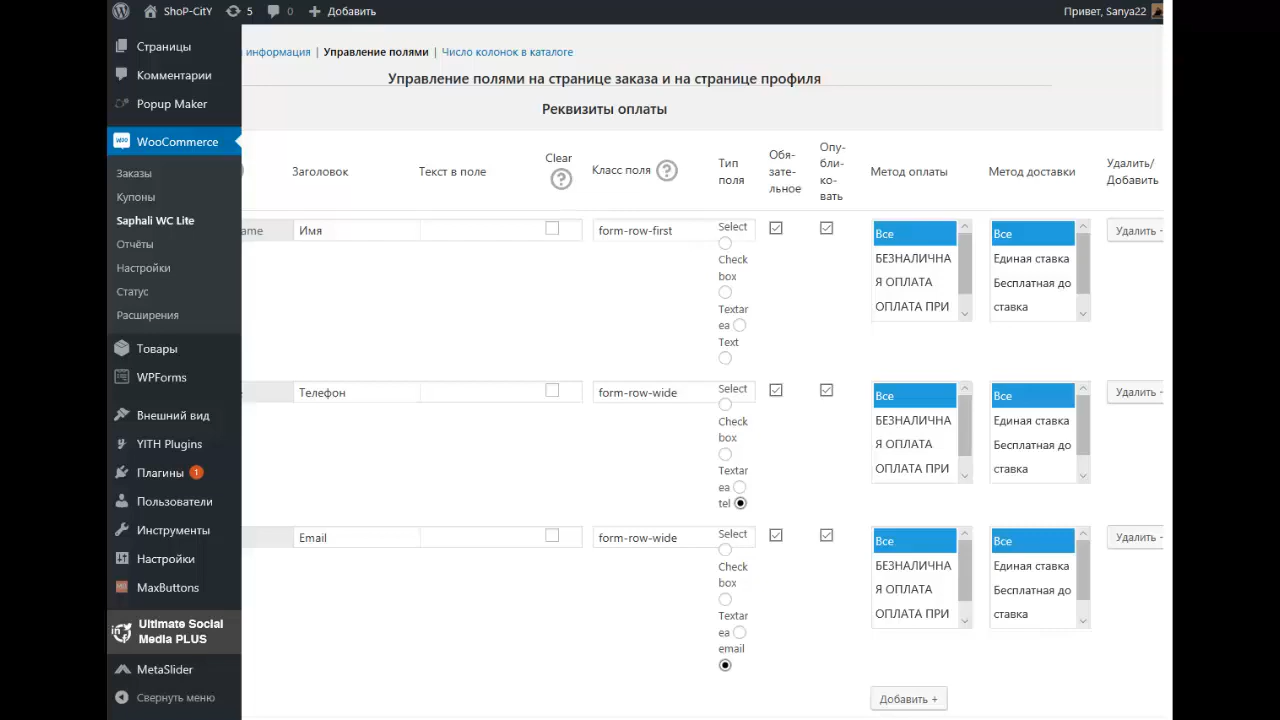 ShoP-CitY 5 0 Добавить Привет, Sanya22
Страницы
Комментарии
Popup Maker
WooCommerce
Заказы
Купоны
Saphali WC Lite
Отчёты
Настройки
Статус
Расширения
Товары
WPForms
Внешний вид
YITH Plugins
Плагины 1
Пользователи
Инструменты
Настройки
MaxButtons
Ultimate Social
Media PLUS
MetaSlider
Свернуть меню
информация | Управление полями | Число колонок в каталоге
Управление полями на странице заказа и на странице профиля
Реквизиты оплаты
Заголовок
Текст в поле
Clear
?
Класс поля ?
Тип
поля
Обя-
зате-
льное
Опу-
бли-
ко-
вать
Метод оплаты
Метод доставки
Удалить/
Добавить
ame
Имя
form-row-first
Select
Check
box
Textar
ea
Text
Все
БЕЗНАЛИЧНА
Я ОПЛАТА
ОПЛАТА ПРИ
Все
Единая ставка
Бесплатная до
ставка
Удалить -
Телефон
form-row-wide
Select
Check
box
Textar
ea
tel
Все
БЕЗНАЛИЧНА
Я ОПЛАТА
ОПЛАТА ПРИ
Все
Единая ставка
Бесплатная до
ставка
Удалить -
Email
form-row-wide
Select
Check
box
Textar
ea
email
Все
БЕЗНАЛИЧНА
Я ОПЛАТА
ОПЛАТА ПРИ
Все
Единая ставка
Бесплатная до
ставка
Удалить -
Добавить +